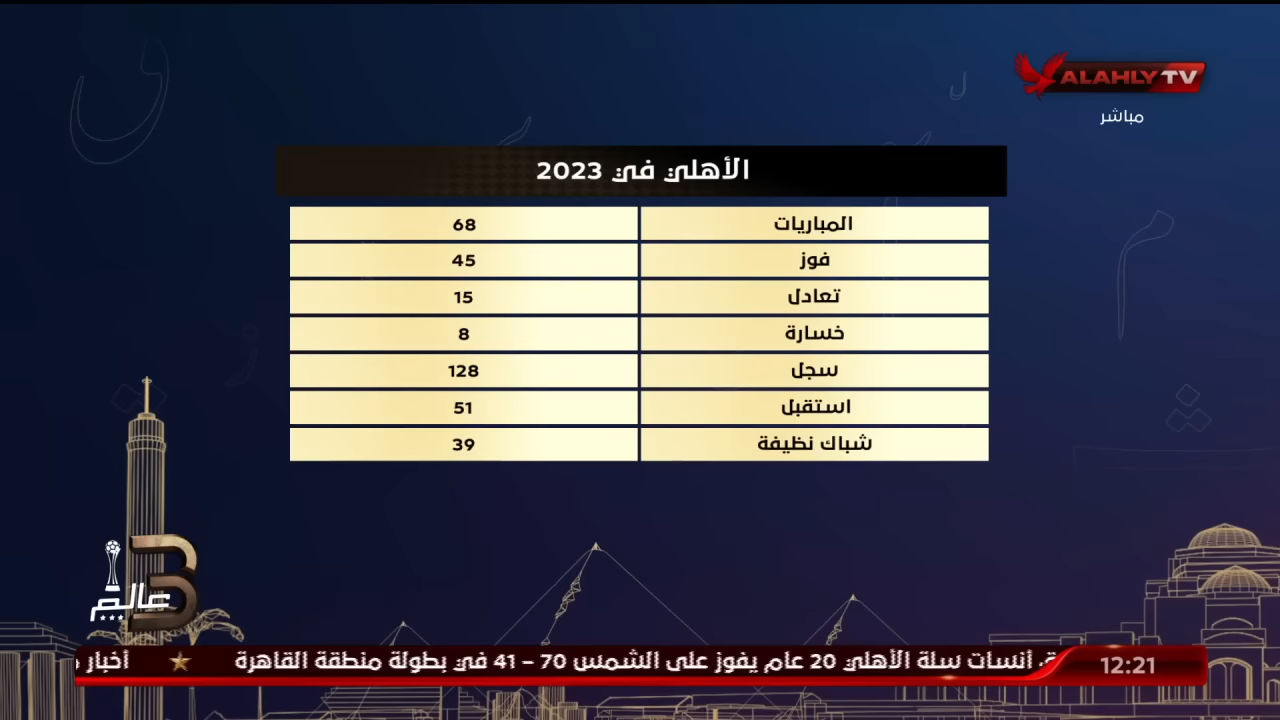 ALAHLY TV
مباشر
الأهلي في 2023
المباريات 68
فوز 45
تعادل 15
خسارة 8
سجل 128
استقبل 51
شباك نظيفة 39
عالم 3
12:21
آنسات سلة الأهلي 20 عام يفوز على الشمس 70 – 41 في بطولة منطقة القاهرة ★ أخبار